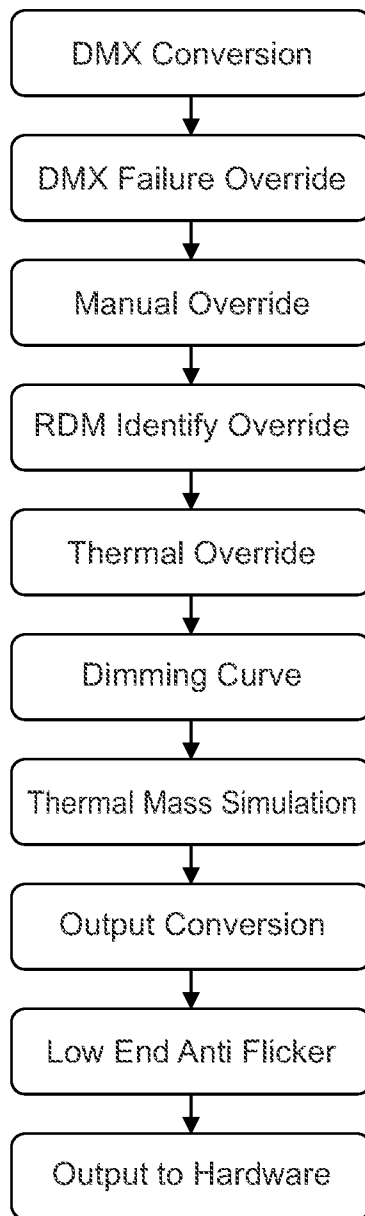 DMX Conversion
DMX Failure Override
Manual Override
RDM Identify Override
Thermal Override
Dimming Curve
Thermal Mass Simulation
Output Conversion
Low End Anti Flicker
Output to Hardware